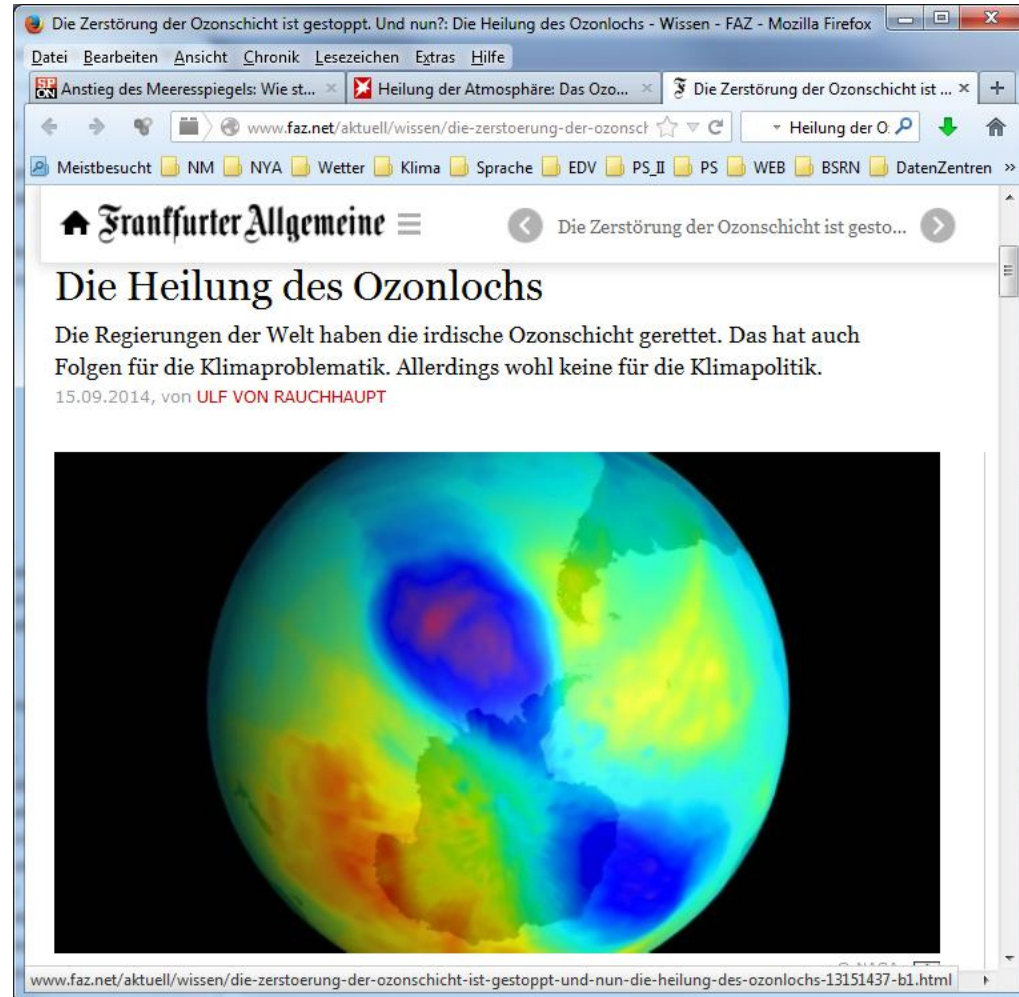 Die Zerstörung der Ozonschicht ist gestoppt. Und nun?: Die Heilung des Ozonlochs - Wissen - FAZ - Mozilla Firefox
Datei Bearbeiten Ansicht Chronik Lesezeichen Extras Hilfe
SP ON Anstieg des Meeresspiegels: Wie st... Heilung der Atmosphäre: Das Ozo... Die Zerstörung der Ozonschicht ist ...
www.faz.net/aktuell/wissen/die-zerstoerung-der-ozonsch Heilung der O
Meistbesucht NM NYA Wetter Klima Sprache EDV PS_II PS WEB BSRN DatenZentren »
Frankfurter Allgemeine Die Zerstörung der Ozonschicht ist gesto...
Die Heilung des Ozonlochs
Die Regierungen der Welt haben die irdische Ozonschicht gerettet. Das hat auch
Folgen für die Klimaproblematik. Allerdings wohl keine für die Klimapolitik.
15.09.2014, von ULF VON RAUCHHAUPT
www.faz.net/aktuell/wissen/die-zerstoerung-der-ozonschicht-ist-gestoppt-und-nun-die-heilung-des-ozonlochs-13151437-b1.html